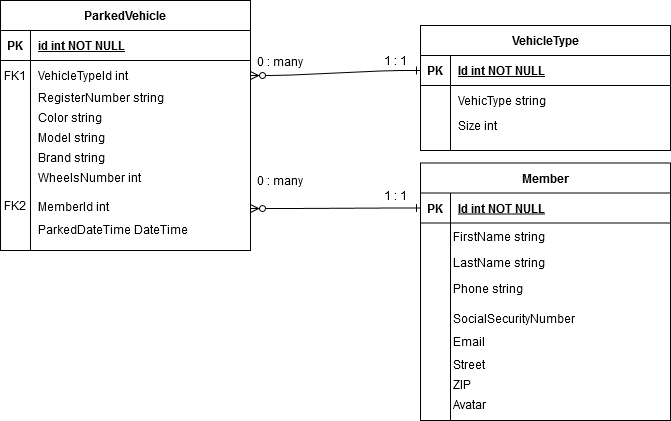 ParkedVehicle
PK id int NOT NULL
FK1 VehicleTypeId int
RegisterNumber string
Color string
Model string
Brand string
WheelsNumber int
FK2 MemberId int
ParkedDateTime DateTime
0 : many
1 : 1
0 : many
1 : 1
VehicleType
PK Id int NOT NULL
VehicType string
Size int
Member
PK Id int NOT NULL
FirstName string
LastName string
Phone string
SocialSecurityNumber
Email
Street
ZIP
Avatar